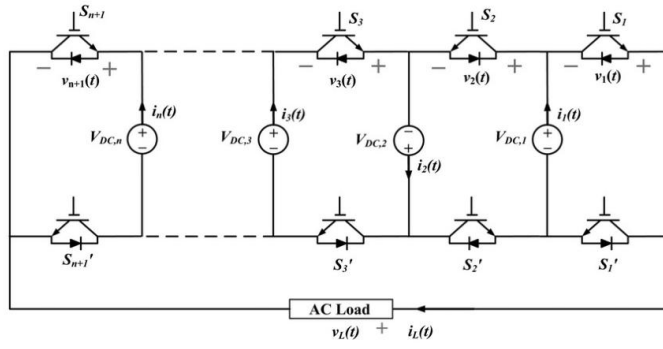 Sn+1 S3 S2 S1
− + − + − + − +
vn+1(t) v3(t) v2(t) v1(t)
in(t) i3(t) i1(t)
VDC,n + − VDC,3 + − VDC,2 − + VDC,1 + −
i2(t)
Sn+1′ S3′ S2′ S1′
AC Load
vL(t) + iL(t)